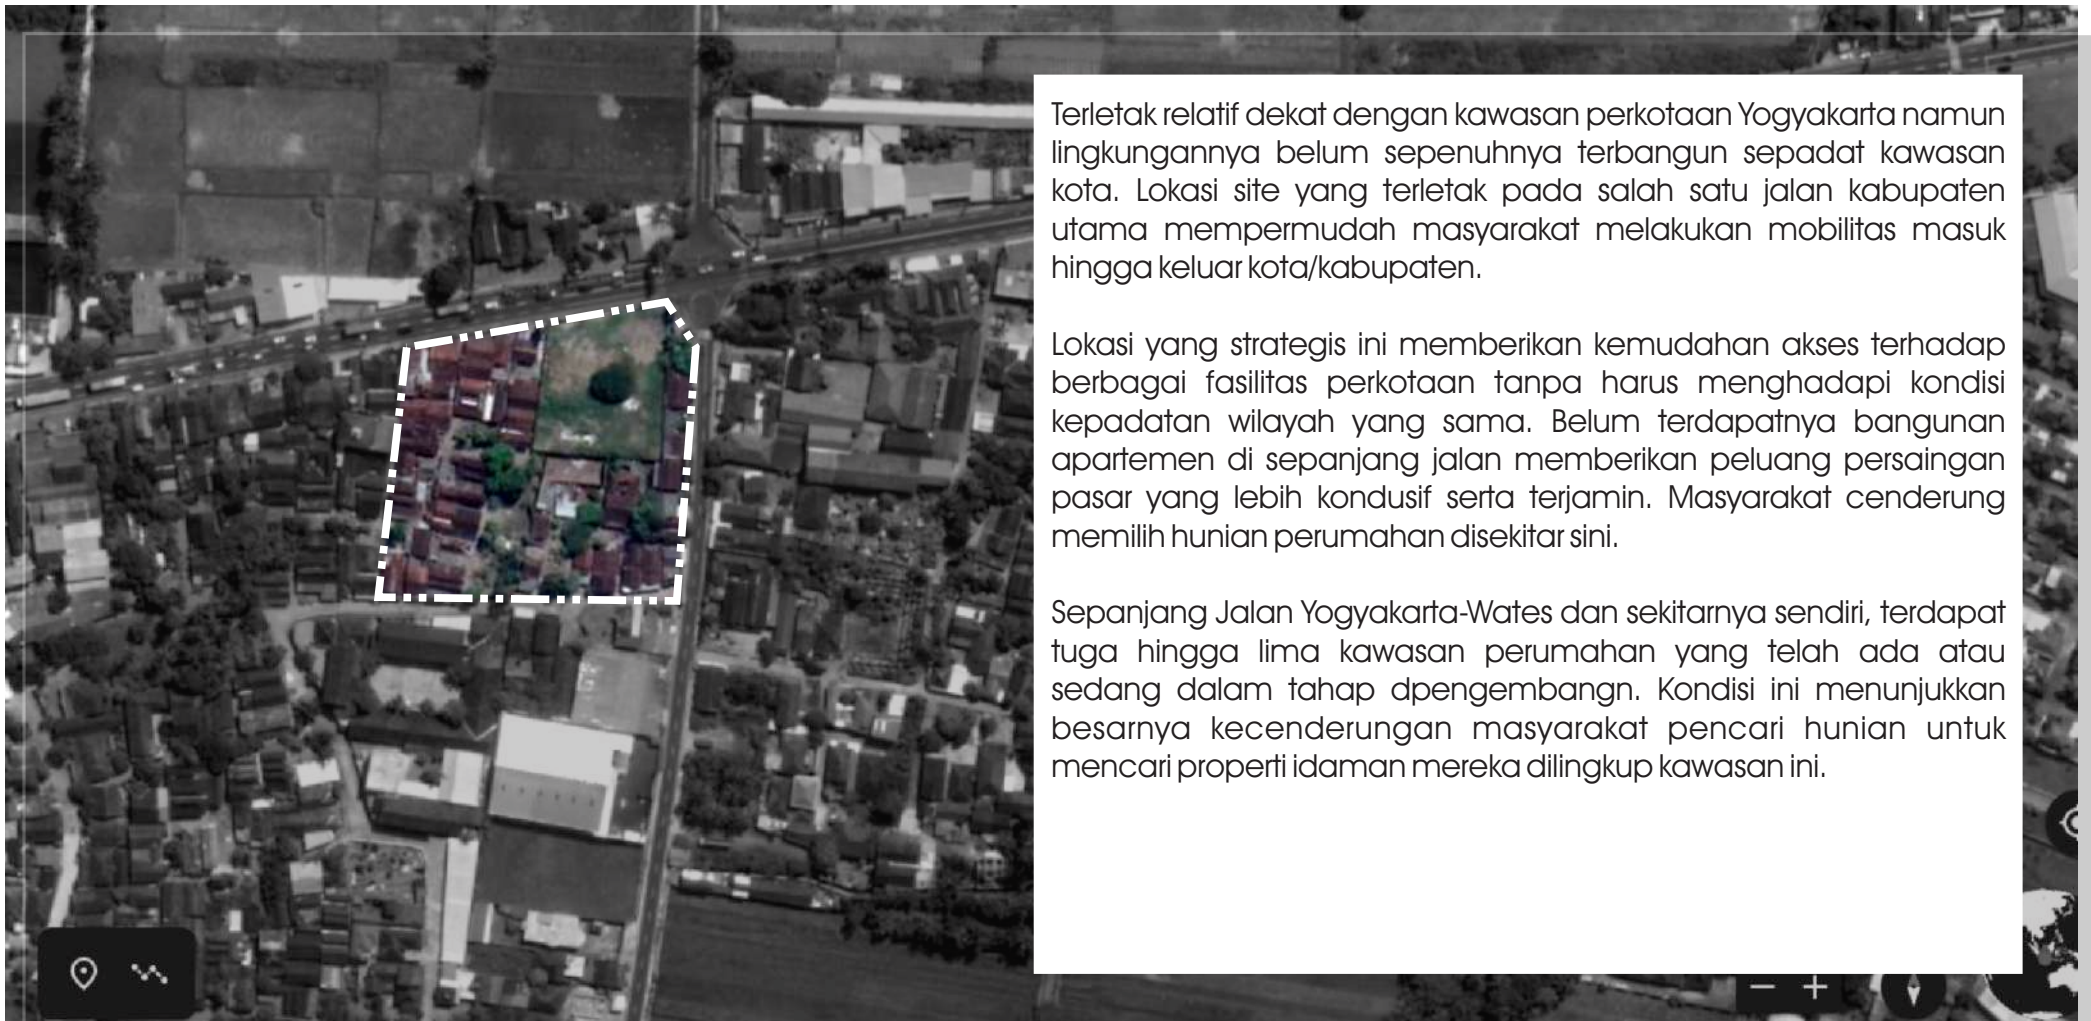 Terletak relatif dekat dengan kawasan perkotaan Yogyakarta namun
lingkungannya belum sepenuhnya terbangun sepadat kawasan
kota. Lokasi site yang terletak pada salah satu jalan kabupaten
utama mempermudah masyarakat melakukan mobilitas masuk
hingga keluar kota/kabupaten.
Lokasi yang strategis ini memberikan kemudahan akses terhadap
berbagai fasilitas perkotaan tanpa harus menghadapi kondisi
kepadatan wilayah yang sama. Belum terdapatnya bangunan
apartemen di sepanjang jalan memberikan peluang persaingan
pasar yang lebih kondusif serta terjamin. Masyarakat cenderung
memilih hunian perumahan disekitar sini.
Sepanjang Jalan Yogyakarta-Wates dan sekitarnya sendiri, terdapat
tuga hingga lima kawasan perumahan yang telah ada atau
sedang dalam tahap dpengembangn. Kondisi ini menunjukkan
besarnya kecenderungan masyarakat pencari hunian untuk
mencari properti idaman mereka dilingkup kawasan ini.